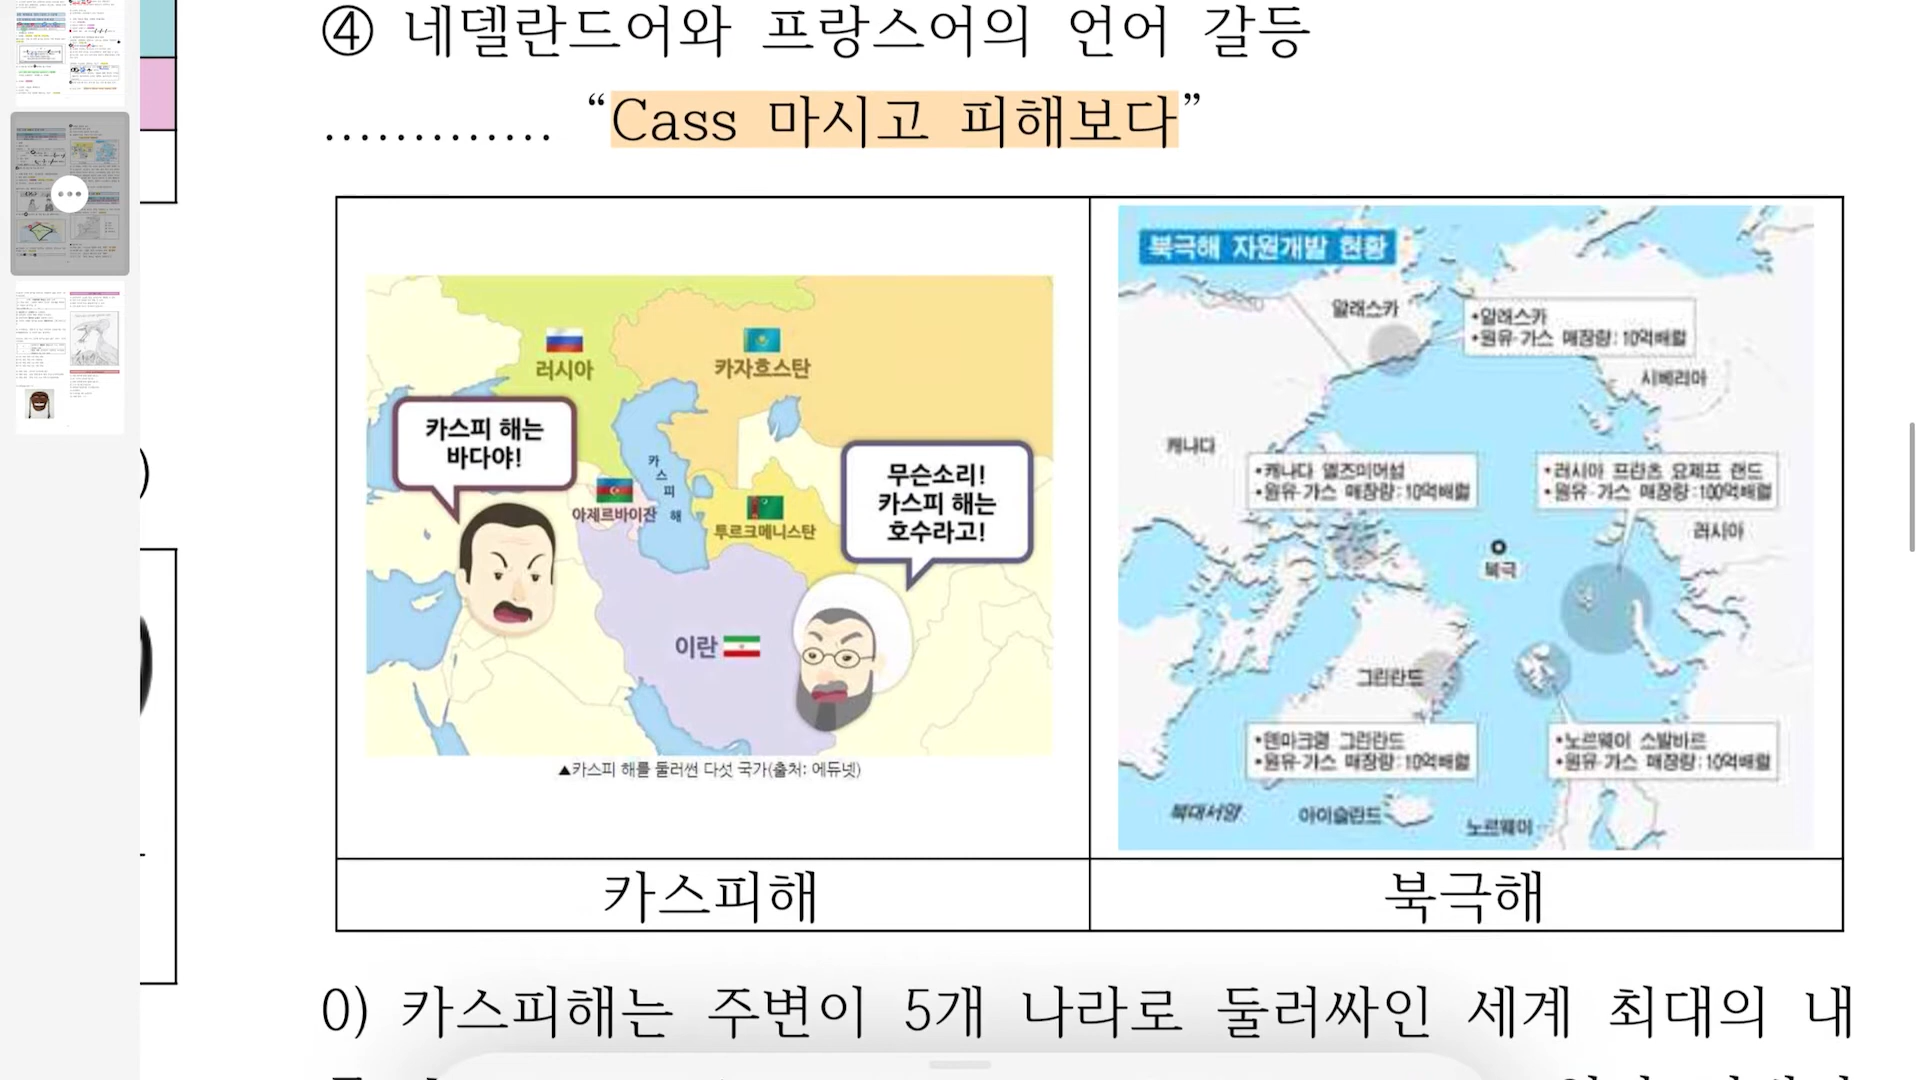 ④ 네델란드어와 프랑스어의 언어 갈등
............. “Cass 마시고 피해보다”
러시아
카자흐스탄
카스피 해는
바다야!
카스피 해
무슨소리!
카스피 해는
호수라고!
아제르바이잔
투르크메니스탄
이란
▲카스피 해를 둘러썬 다섯 국가(출처: 에듀넷)
북극해 자원개발 현황
알래스카
•알래스카
•원유·가스 매장량: 10억배럴
시베리아
캐나다
•캐나다 엘즈미어섬
•원유·가스 매장량: 10억배럴
•러시아 프란츠 요제프 랜드
•원유·가스 매장량: 100억배럴
러시아
북극
그린란드
•덴마크령 그린란드
•원유·가스 매장량: 10억배럴
•노르웨이 스발바르
•원유·가스 매장량: 10억배럴
북대서양
아이슬란드
노르웨이
카스피해
북극해
0) 카스피해는 주변이 5개 나라로 둘러싸인 세계 최대의 내